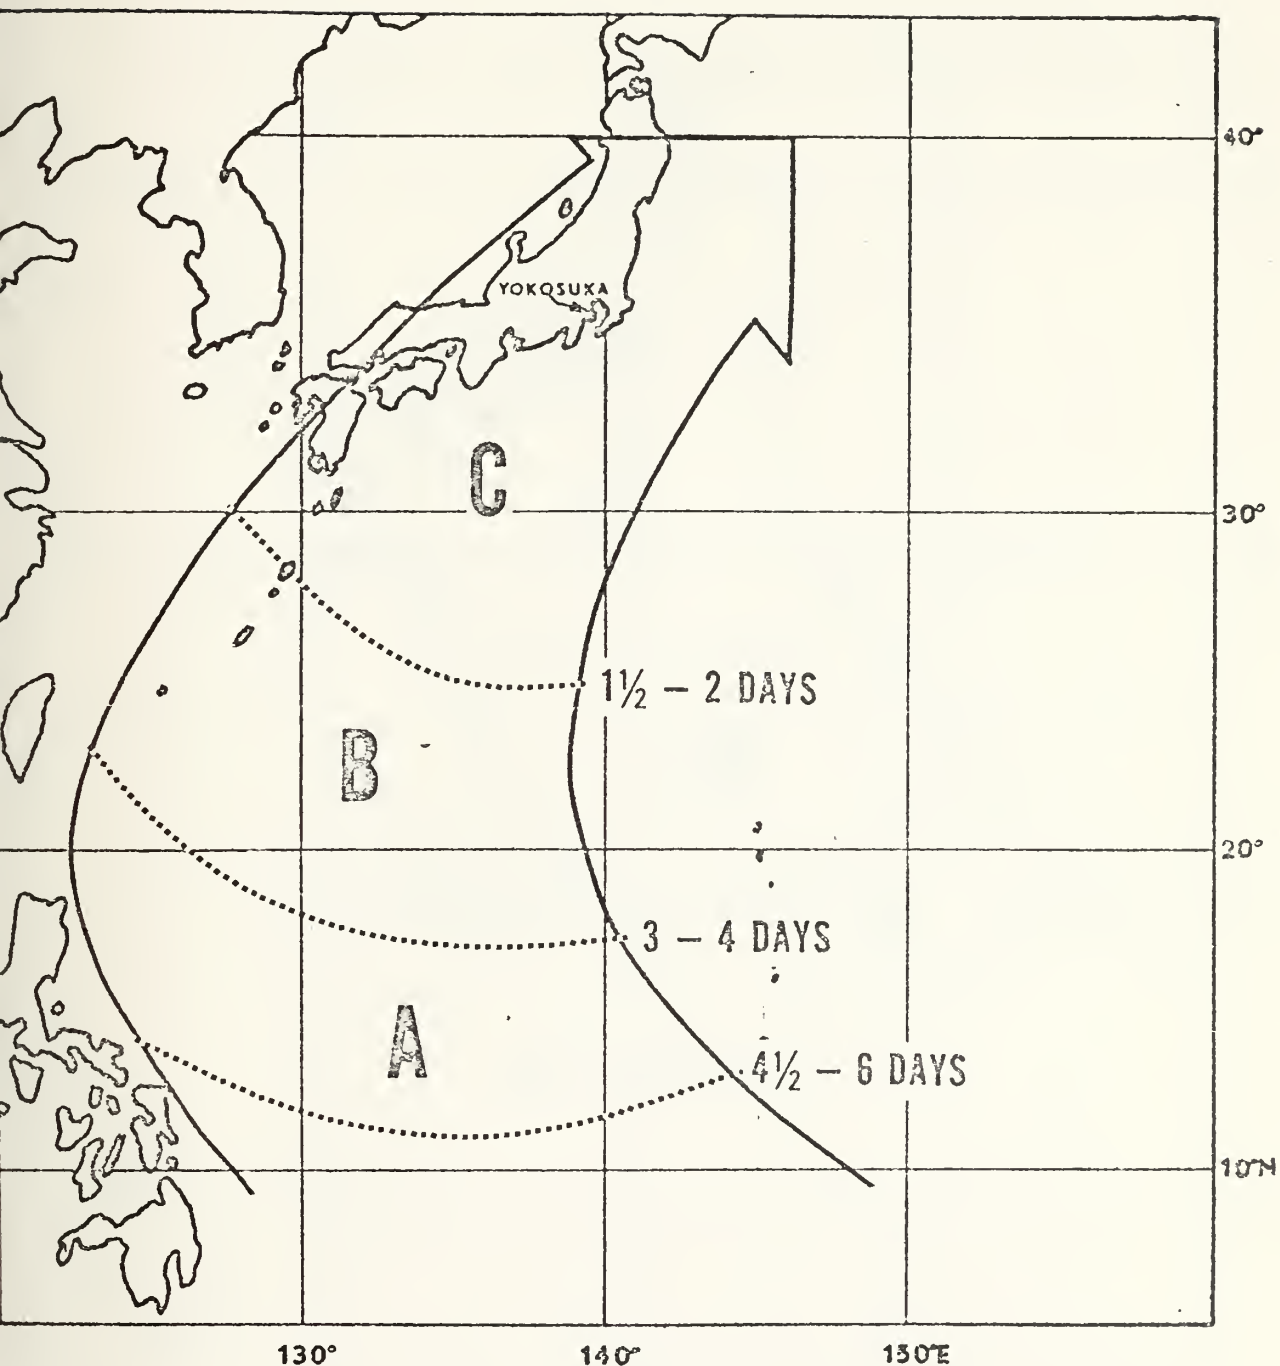 40°
YOKOSUKA
C
30°
1½ – 2 DAYS
B
20°
3 – 4 DAYS
A
4½ – 6 DAYS
10°N
130°
140°
150°E